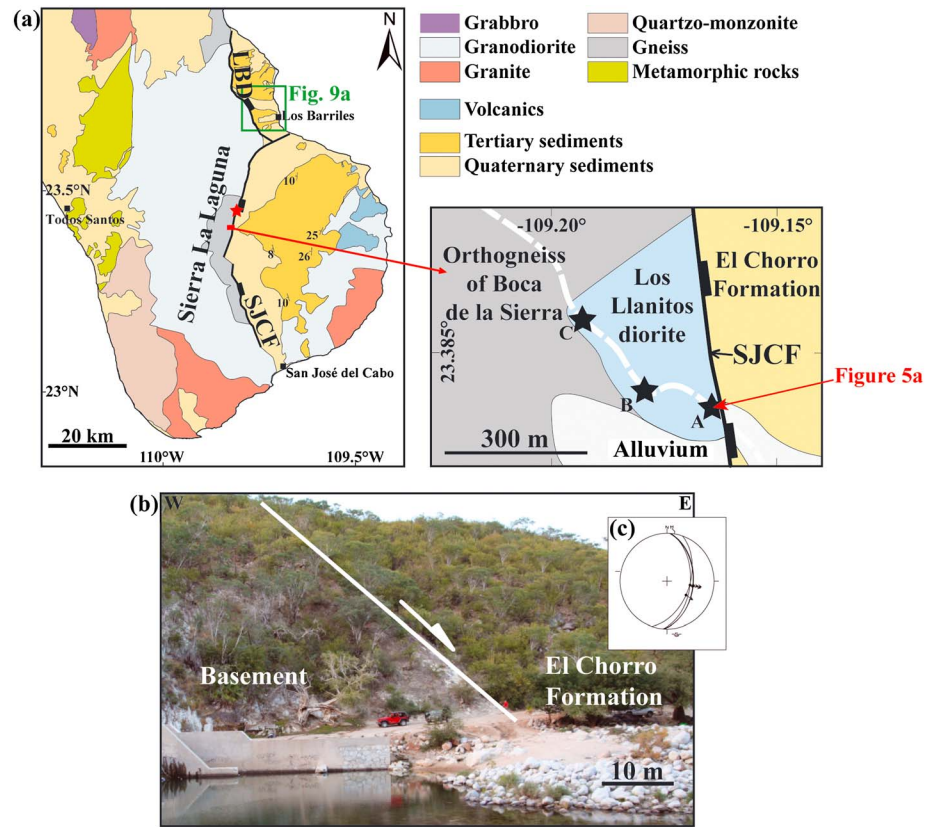 (a)
N
LBD
Fig. 9a
Los Barriles
23.5°N
Todos Santos
Sierra La Laguna
10
25
26
8
10
SJCF
San José del Cabo
23°N
20 km
110°W
109.5°W
Grabbro
Granodiorite
Granite
Quartzo-monzonite
Gneiss
Metamorphic rocks
Volcanics
Tertiary sediments
Quaternary sediments
-109.20
-109.15
Orthogneiss
of Boca
de la Sierra
Los
Llanitos
diorite
El Chorro
Formation
C
23.385°
SJCF
B
A
Figure 5a
300 m
Alluvium
(b)
W
E
Basement
El Chorro
Formation
10 m
(c)
N